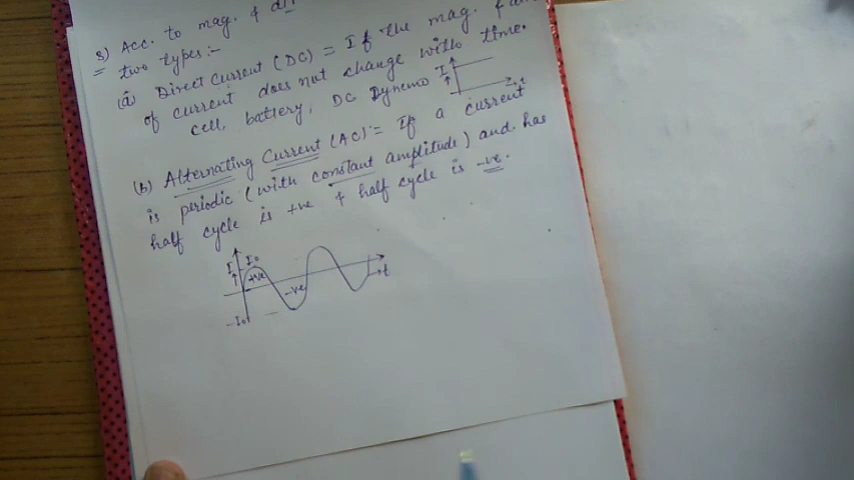 8) Acc. to mag. & dirⁿ
two types:-
(a) Direct Current (DC) = If the mag.
of current does not change with time.
cell, battery, DC Dynemo
I
t
(b) Alternating Current (AC) = If a current
is periodic (with constant amplitude) and has
half cycle is +ve & half cycle is -ve.
I I₀
+ve
-ve
t
-I₀